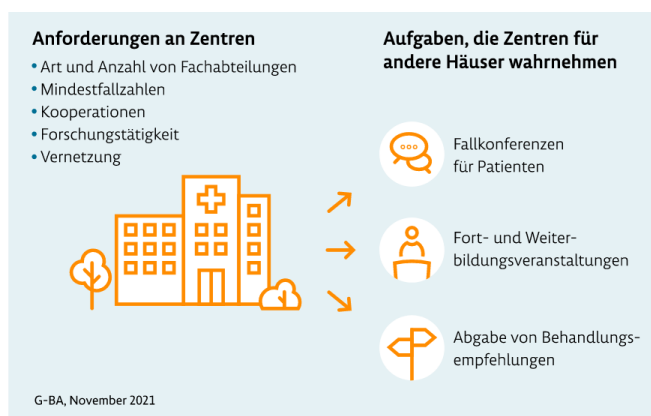 Anforderungen an Zentren
• Art und Anzahl von Fachabteilungen
• Mindestfallzahlen
• Kooperationen
• Forschungstätigkeit
• Vernetzung
Aufgaben, die Zentren für
andere Häuser wahrnehmen
Fallkonferenzen
für Patienten
Fort- und Weiter-
bildungsveranstaltungen
Abgabe von Behandlungs-
empfehlungen
G-BA, November 2021